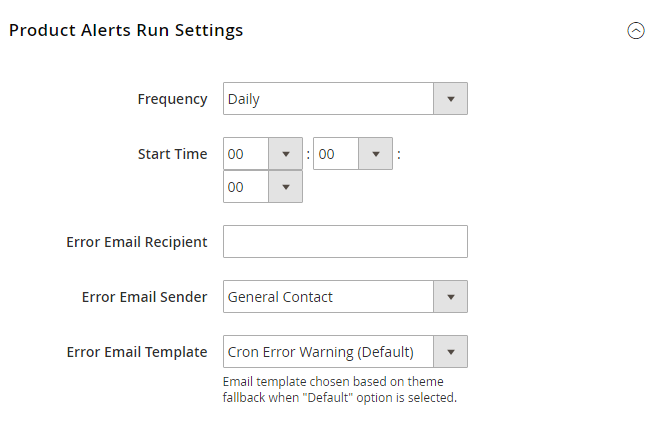 Product Alerts Run Settings
Frequency Daily
Start Time 00 : 00 :
00
Error Email Recipient
Error Email Sender General Contact
Error Email Template Cron Error Warning (Default)
Email template chosen based on theme
fallback when "Default" option is selected.